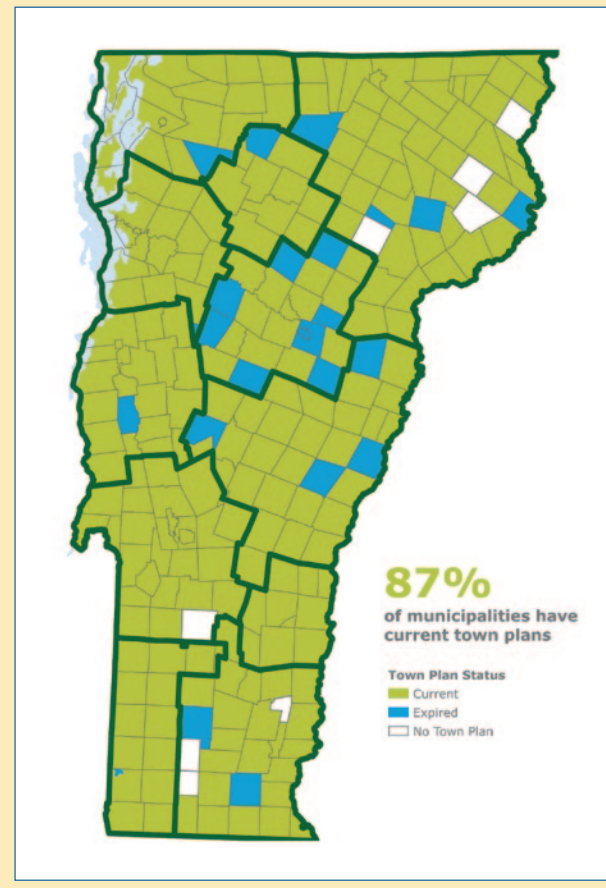 87%
of municipalities have
current town plans
Town Plan Status
Current
Expired
No Town Plan